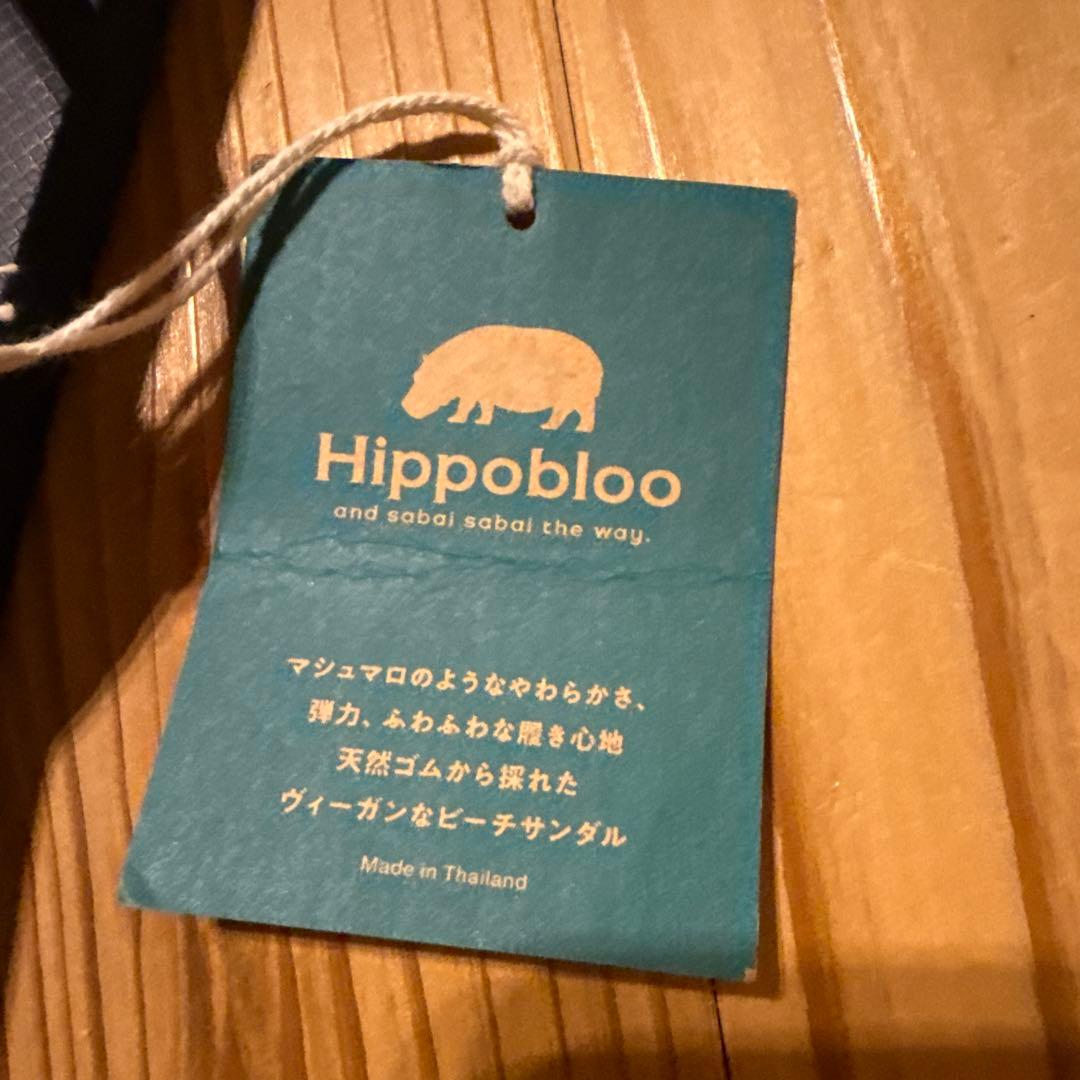 Hippobloo
and sabai sabai the way.
マシュマロのようなやわらかさ、
弾力、ふわふわな履き心地
天然ゴムから採れた
ヴィーガンなビーチサンダル
Made in Thailand